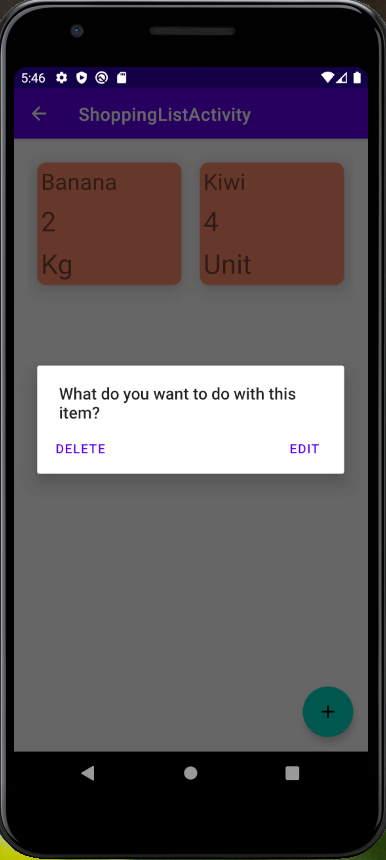 5:46
ShoppingListActivity
Banana
2
Kg
Kiwi
4
Unit
What do you want to do with this
item?
DELETE
EDIT
+